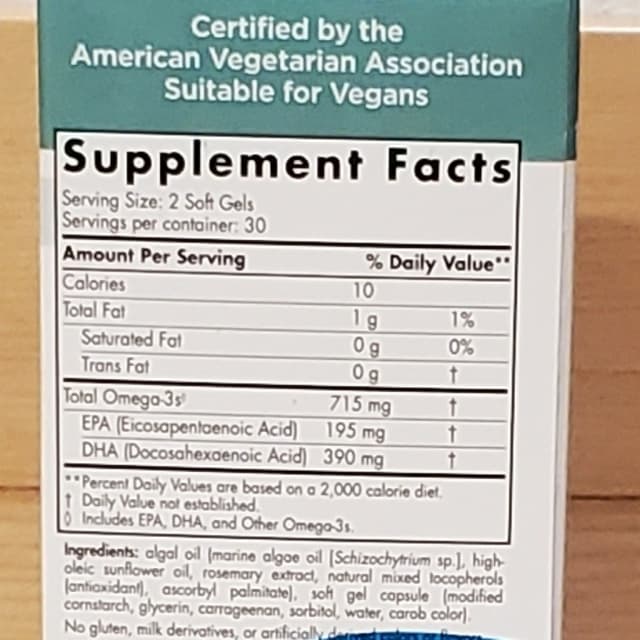 Certified by the
American Vegetarian Association
Suitable for Vegans
Supplement Facts
Serving Size: 2 Soft Gels
Servings per container: 30
Amount Per Serving % Daily Value**
Calories 10
Total Fat 1 g 1%
Saturated Fat 0 g 0%
Trans Fat 0 g †
Total Omega-3s◊ 715 mg †
EPA (Eicosapentaenoic Acid) 195 mg †
DHA (Docosahexaenoic Acid) 390 mg †
**Percent Daily Values are based on a 2,000 calorie diet.
† Daily Value not established.
◊ Includes EPA, DHA, and Other Omega-3s.
Ingredients: algal oil (marine algae oil [Schizochytrium sp.], high-
oleic sunflower oil, rosemary extract, natural mixed tocopherols
(antioxidant), ascorbyl palmitate), soft gel capsule (modified
cornstarch, glycerin, carrageenan, sorbitol, water, carob color).
No gluten, milk derivatives, or artificially